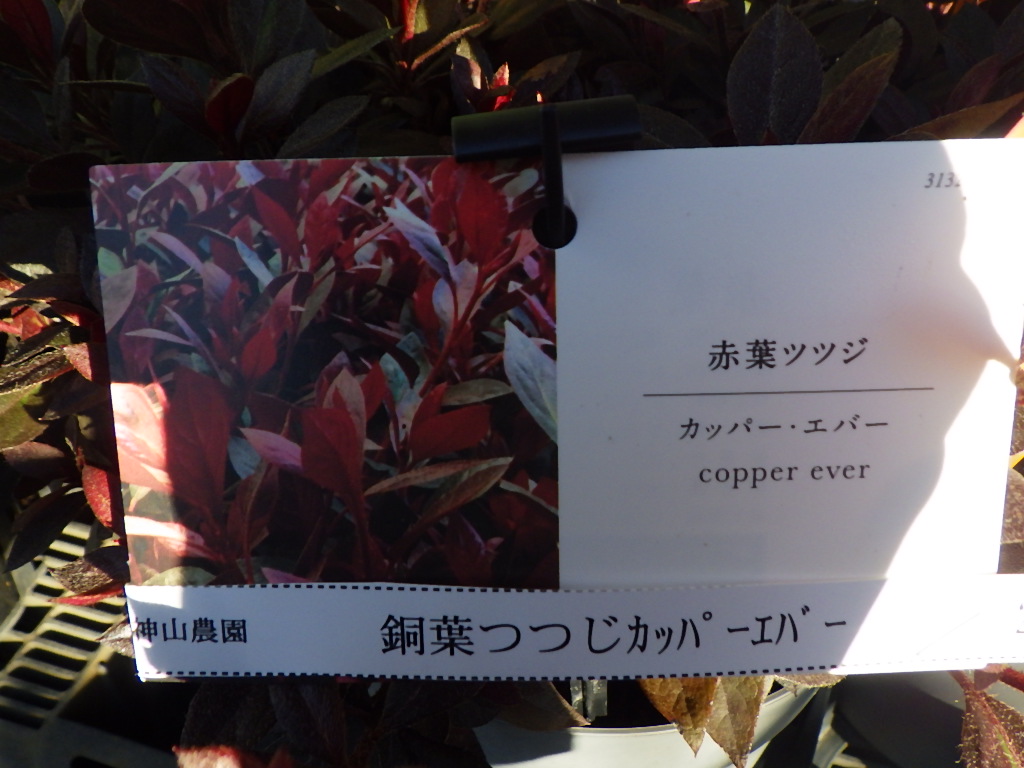 赤葉ツツジ
カッパー・エバー
copper ever
神山農園 銅葉つつじｶｯﾊﾟｰｴﾊﾞｰ